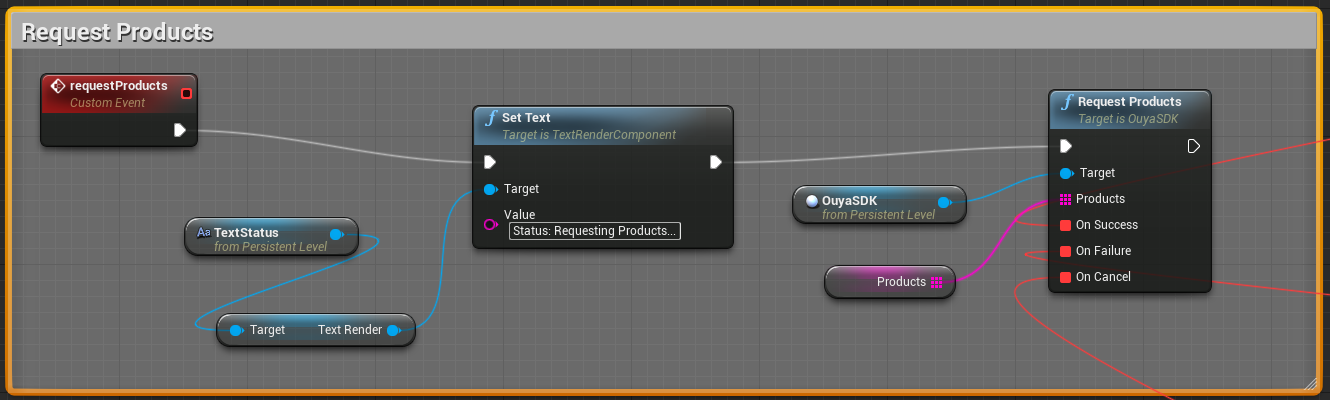 Request Products
requestProducts
Custom Event
f Set Text
Target is TextRenderComponent
Target
Value
Status: Requesting Products...
Aa TextStatus
from Persistent Level
Target Text Render
OuyaSDK
from Persistent Level
Products
f Request Products
Target is OuyaSDK
Target
Products
On Success
On Failure
On Cancel